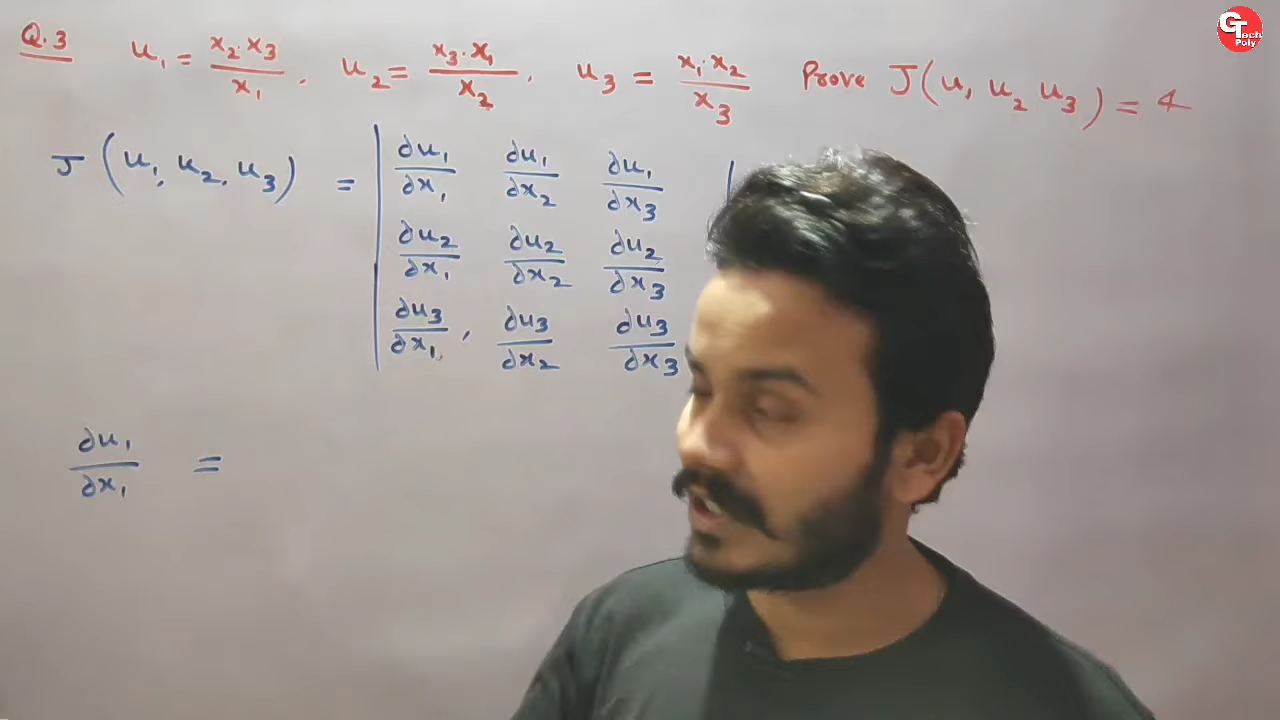 Q.3 u₁ = x₂.x₃/x₁ , u₂ = x₃.x₁/x₂ , u₃ = x₁.x₂/x₃ Prove J(u₁ u₂ u₃) = 4
J (u₁, u₂, u₃) = | ∂u₁/∂x₁ ∂u₁/∂x₂ ∂u₁/∂x₃ |
∂u₂/∂x₁ ∂u₂/∂x₂ ∂u₂/∂x₃
∂u₃/∂x₁, ∂u₃/∂x₂ ∂u₃/∂x₃
∂u₁/∂x₁ =
GTech
Poly